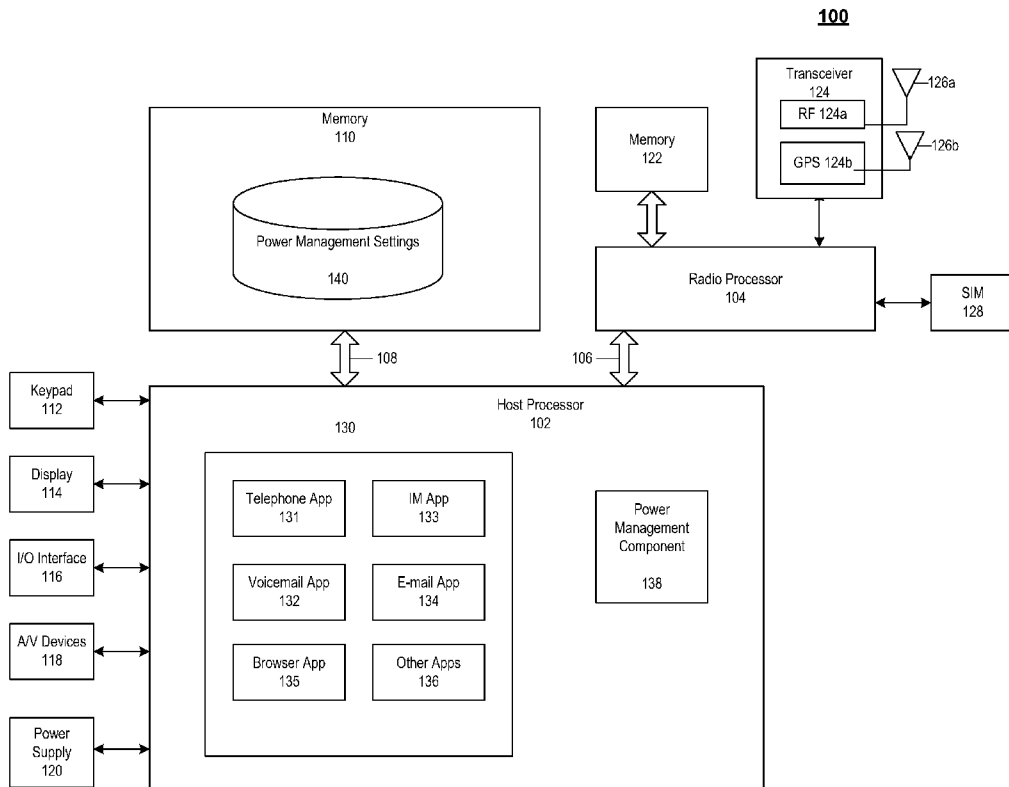 100
Transceiver
124
RF 124a
GPS 124b
126a
126b
Memory
110
Power Management Settings
140
Memory
122
Radio Processor
104
SIM
128
108
106
Keypad
112
Display
114
I/O Interface
116
A/V Devices
118
Power
Supply
120
Host Processor
102
130
Telephone App
131
IM App
133
Voicemail App
132
E-mail App
134
Browser App
135
Other Apps
136
Power
Management
Component
138